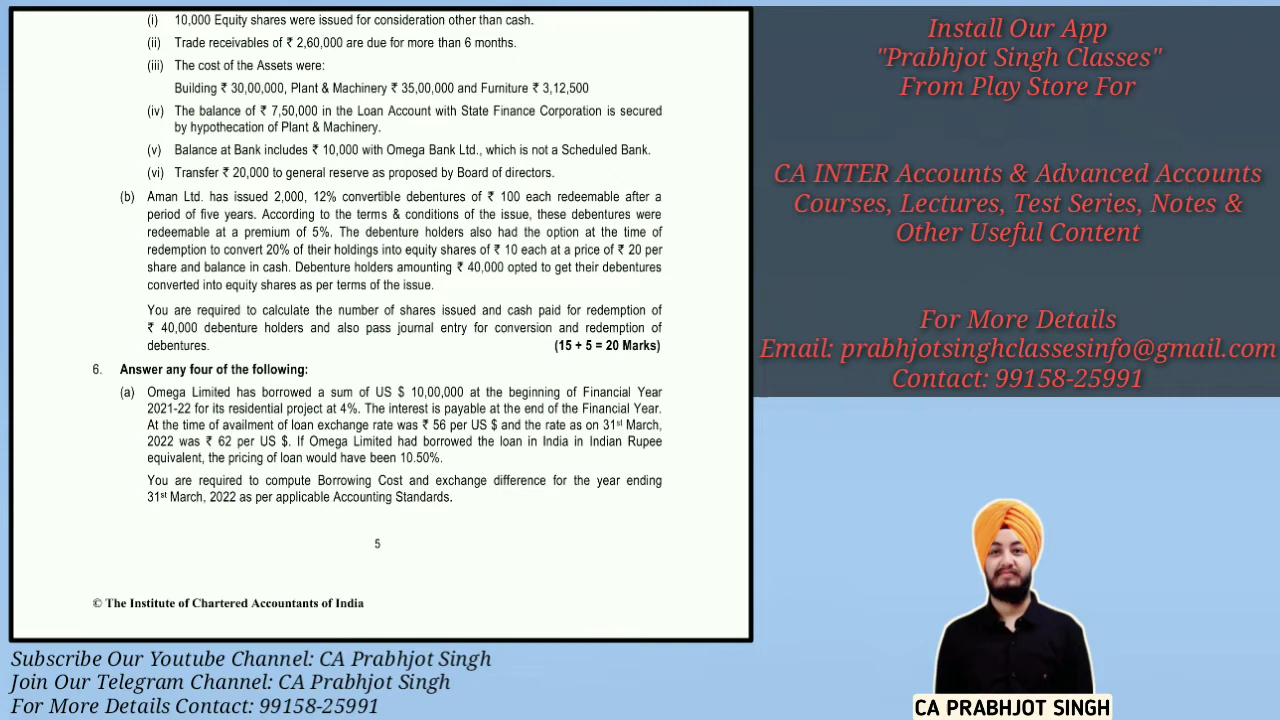 (i) 10,000 Equity shares were issued for consideration other than cash.
(ii) Trade receivables of ₹ 2,60,000 are due for more than 6 months.
(iii) The cost of the Assets were:
Building ₹ 30,00,000, Plant & Machinery ₹ 35,00,000 and Furniture ₹ 3,12,500
(iv) The balance of ₹ 7,50,000 in the Loan Account with State Finance Corporation is secured
by hypothecation of Plant & Machinery.
(v) Balance at Bank includes ₹ 10,000 with Omega Bank Ltd., which is not a Scheduled Bank.
(vi) Transfer ₹ 20,000 to general reserve as proposed by Board of directors.
(b) Aman Ltd. has issued 2,000, 12% convertible debentures of ₹ 100 each redeemable after a
period of five years. According to the terms & conditions of the issue, these debentures were
redeemable at a premium of 5%. The debenture holders also had the option at the time of
redemption to convert 20% of their holdings into equity shares of ₹ 10 each at a price of ₹ 20 per
share and balance in cash. Debenture holders amounting ₹ 40,000 opted to get their debentures
converted into equity shares as per terms of the issue.
You are required to calculate the number of shares issued and cash paid for redemption of
₹ 40,000 debenture holders and also pass journal entry for conversion and redemption of
debentures. (15 + 5 = 20 Marks)
6. Answer any four of the following:
(a) Omega Limited has borrowed a sum of US $ 10,00,000 at the beginning of Financial Year
2021-22 for its residential project at 4%. The interest is payable at the end of the Financial Year.
At the time of availment of loan exchange rate was ₹ 56 per US $ and the rate as on 31st March,
2022 was ₹ 62 per US $. If Omega Limited had borrowed the loan in India in Indian Rupee
equivalent, the pricing of loan would have been 10.50%.
You are required to compute Borrowing Cost and exchange difference for the year ending
31st March, 2022 as per applicable Accounting Standards.
5
© The Institute of Chartered Accountants of India
Install Our App
"Prabhjot Singh Classes"
From Play Store For
CA INTER Accounts & Advanced Accounts
Courses, Lectures, Test Series, Notes &
Other Useful Content
For More Details
Email: prabhjotsinghclassesinfo@gmail.com
Contact: 99158-25991
Subscribe Our Youtube Channel: CA Prabhjot Singh
Join Our Telegram Channel: CA Prabhjot Singh
For More Details Contact: 99158-25991
CA PRABHJOT SINGH